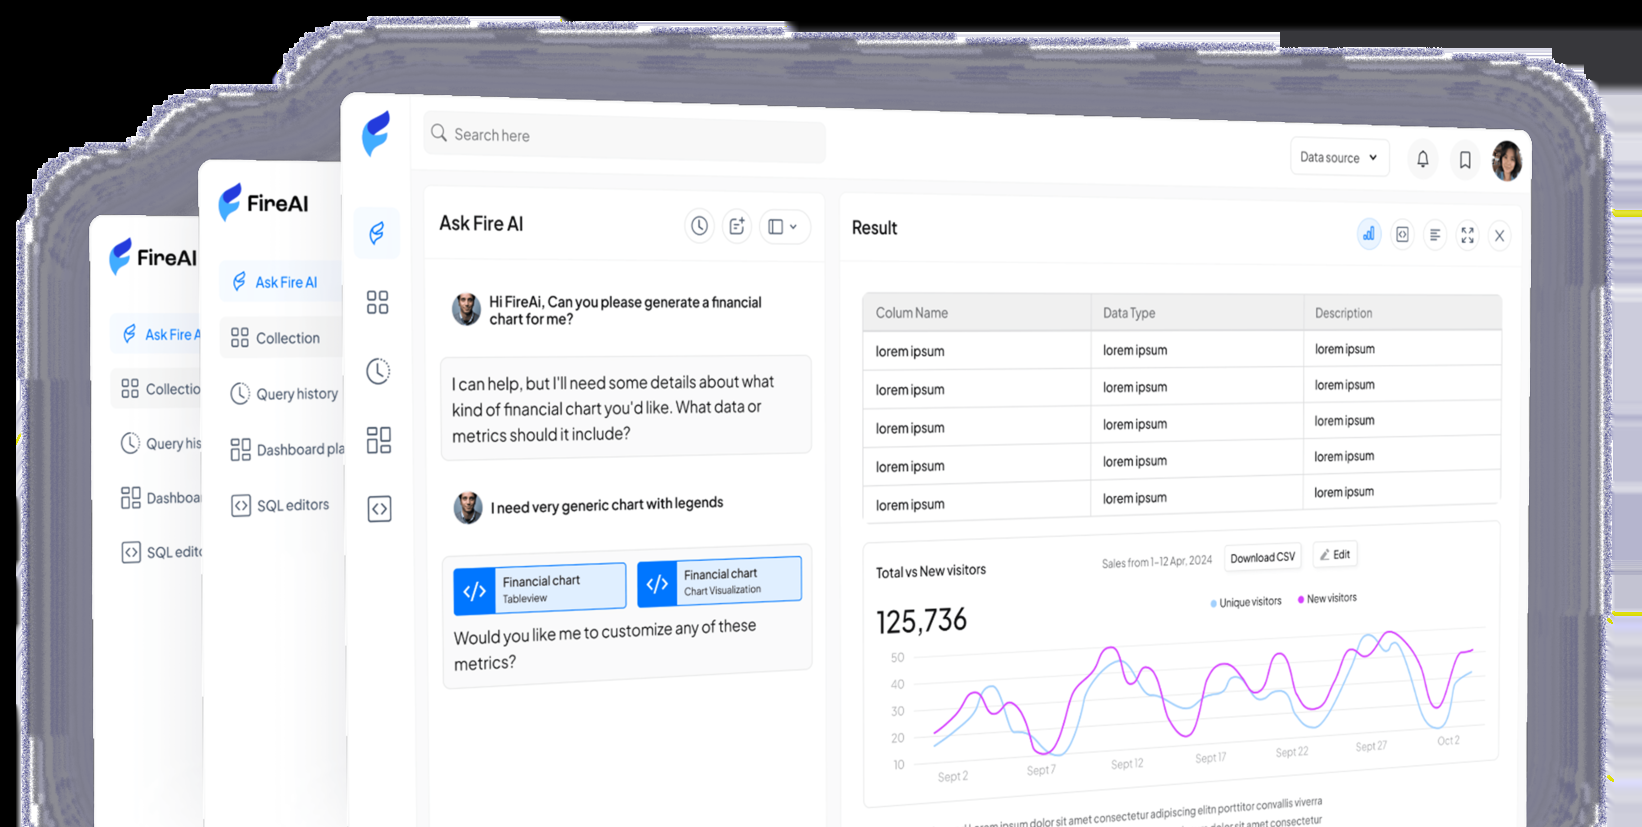 FireAI
Ask Fire A
Collectio
Query his
Dashboa
SQL edito
FireAI
Ask Fire AI
Collection
Query history
Dashboard pla
SQL editors
Search here
Data source
Ask Fire AI
Hi FireAi, Can you please generate a financial
chart for me?
I can help, but I'll need some details about what
kind of financial chart you'd like. What data or
metrics should it include?
I need very generic chart with legends
Financial chart
Tableview
Financial chart
Chart Visualization
Would you like me to customize any of these
metrics?
Result
Colum Name Data Type Description
lorem ipsum lorem ipsum lorem ipsum
lorem ipsum lorem ipsum lorem ipsum
lorem ipsum lorem ipsum lorem ipsum
lorem ipsum lorem ipsum lorem ipsum
lorem ipsum lorem ipsum lorem ipsum
Total vs New visitors
Sales from 1-12 Apr, 2024
Download CSV
Edit
125,736
Unique visitors
New visitors
50
40
30
20
10
Sept 2 Sept 7 Sept 12 Sept 17 Sept 22 Sept 27 Oct 2
ipsum dolor sit amet consectetur adipiscing elitn porttitor convallis viverra
dolor sit amet consectetur